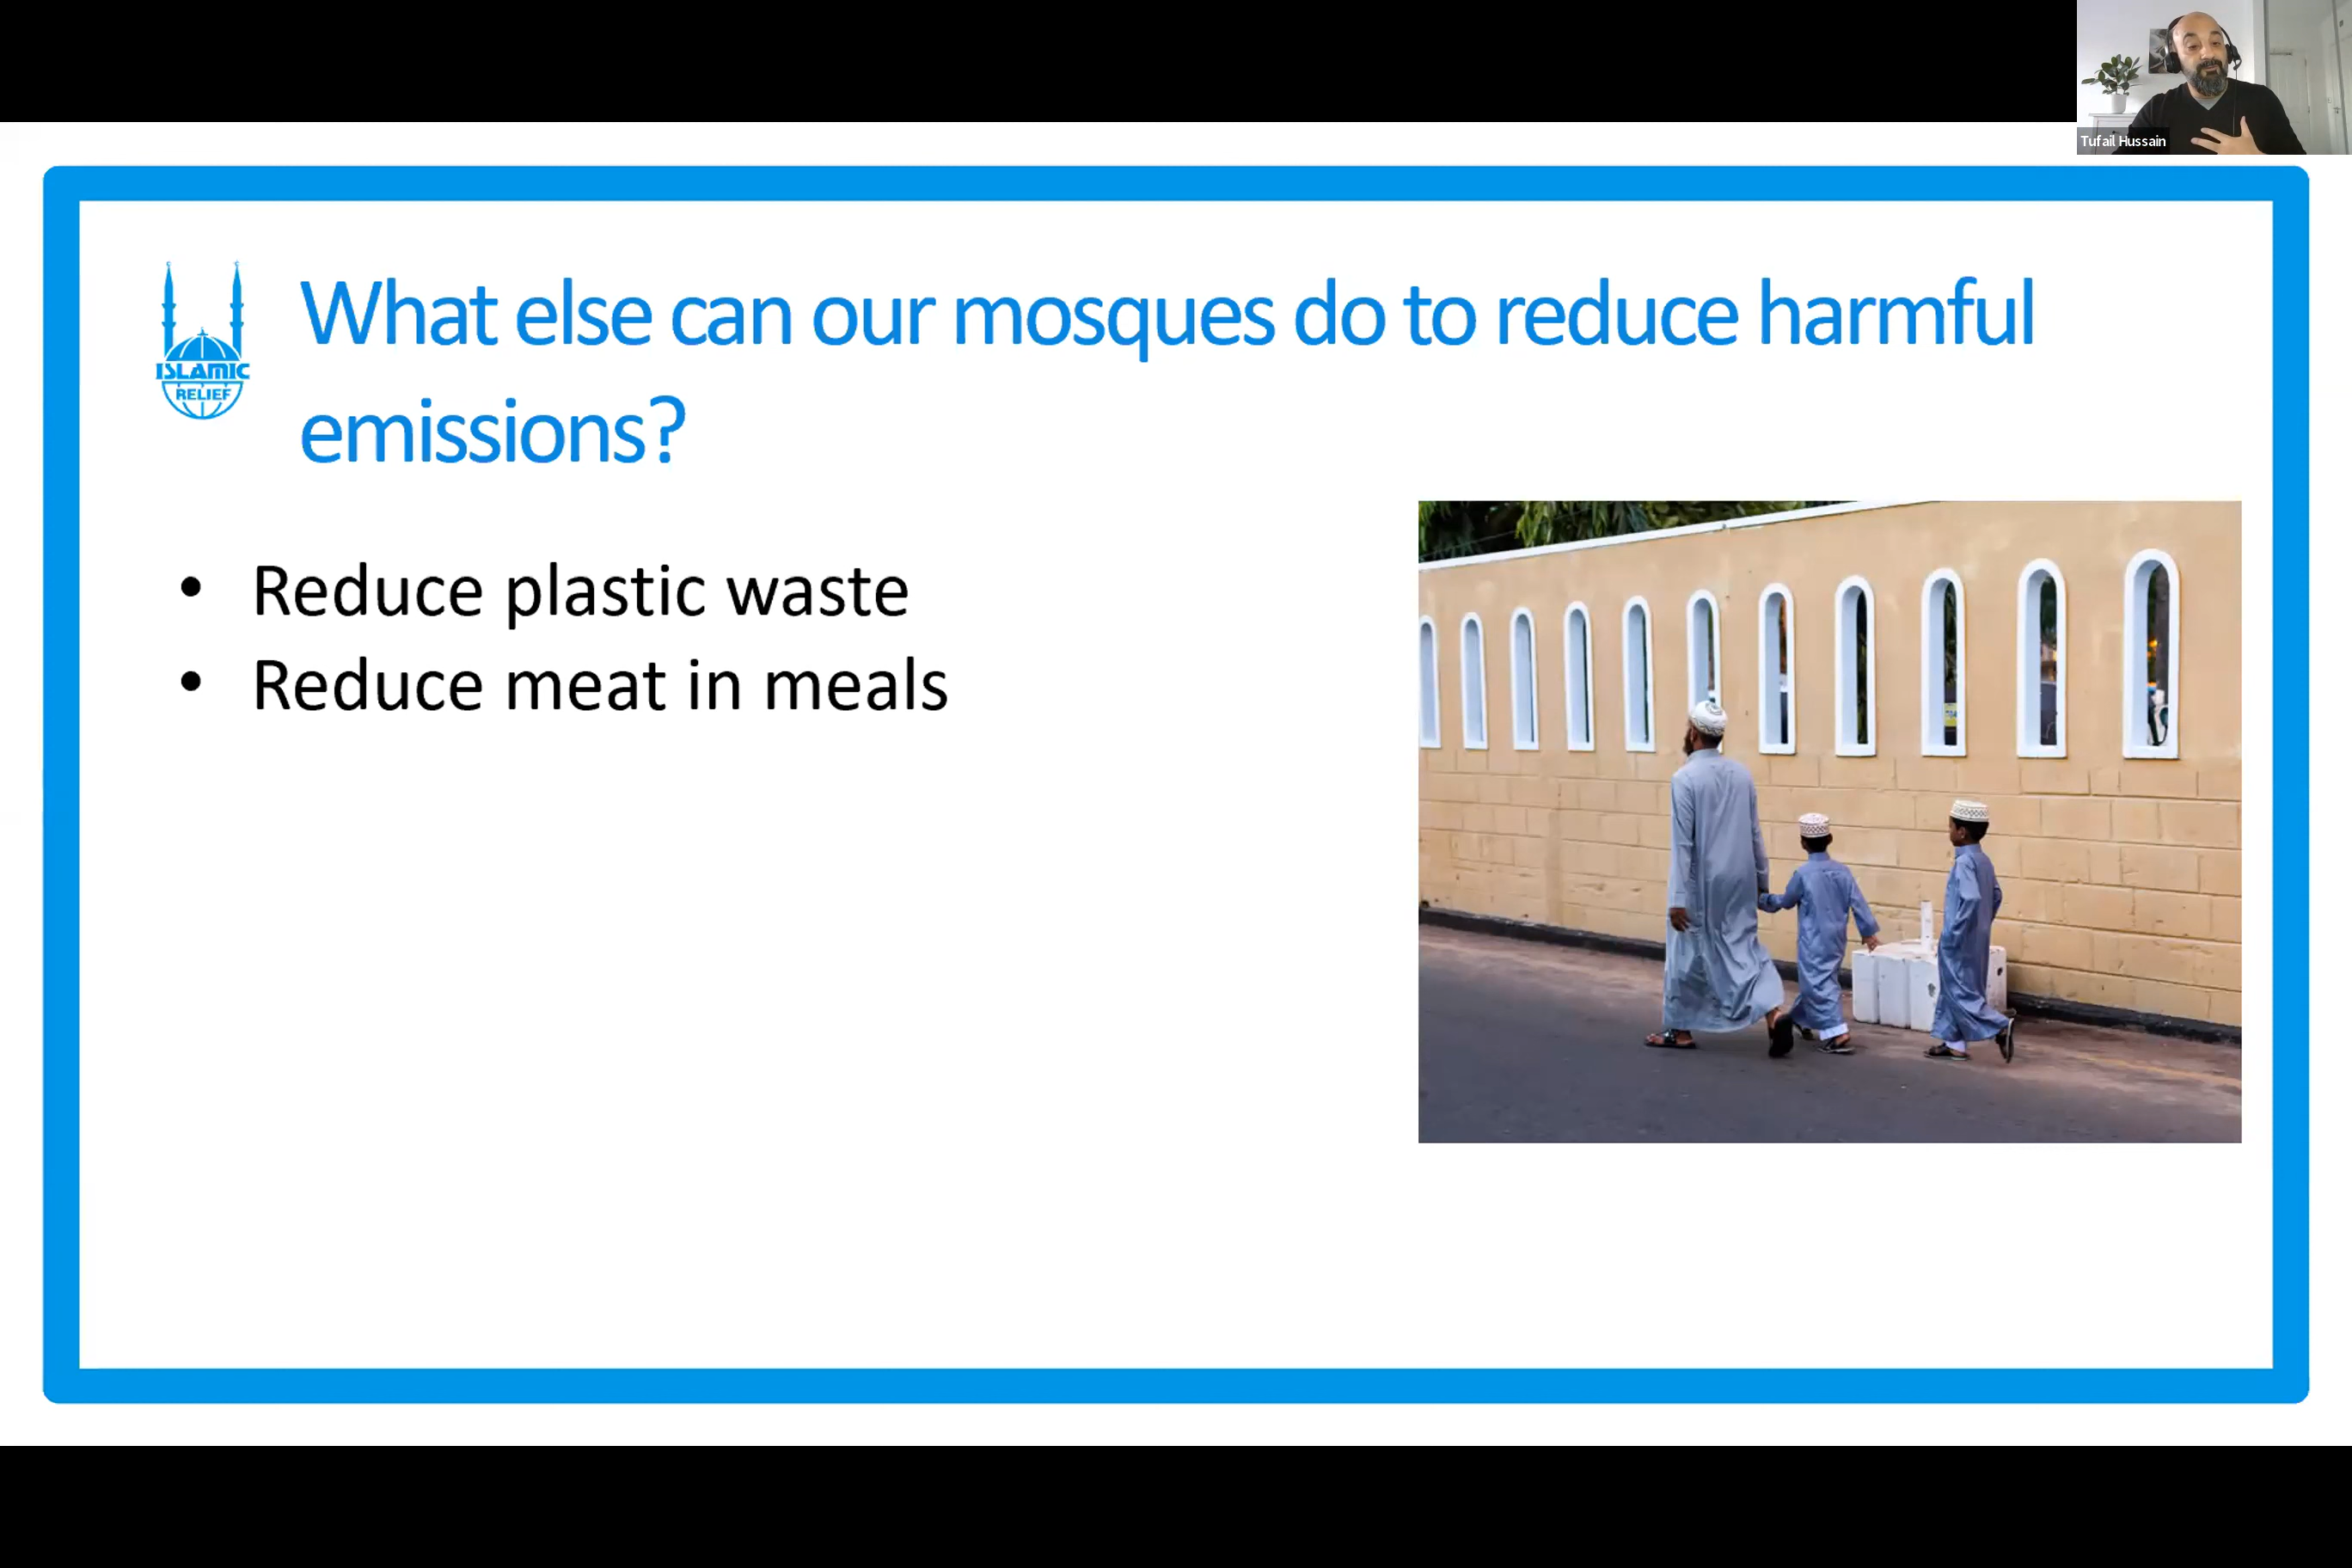 Tufail Hussain
ISLAMIC
RELIEF
What else can our mosques do to reduce harmful
emissions?
• Reduce plastic waste
• Reduce meat in meals